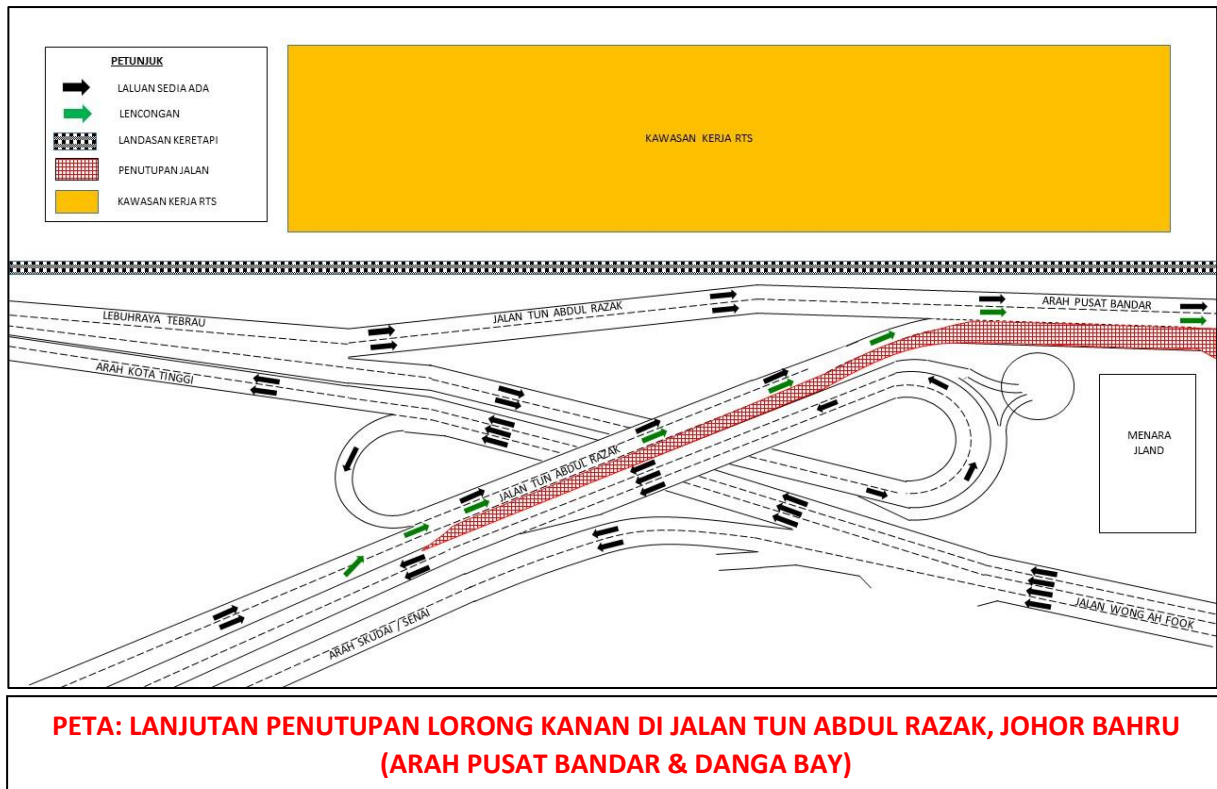 PETUNJUK
LALUAN SEDIA ADA
LENCONGAN
LANDASAN KERETAPI
PENUTUPAN JALAN
KAWASAN KERJA RTS
KAWASAN KERJA RTS
LEBUHRAYA TEBRAU
JALAN TUN ABDUL RAZAK
ARAH PUSAT BANDAR
ARAH KOTA TINGGI
JALAN TUN ABDUL RAZAK
MENARA
JLAND
ARAH SKUDAI / SENAI
JALAN WONG AH FOOK
PETA: LANJUTAN PENUTUPAN LORONG KANAN DI JALAN TUN ABDUL RAZAK, JOHOR BAHRU
(ARAH PUSAT BANDAR & DANGA BAY)